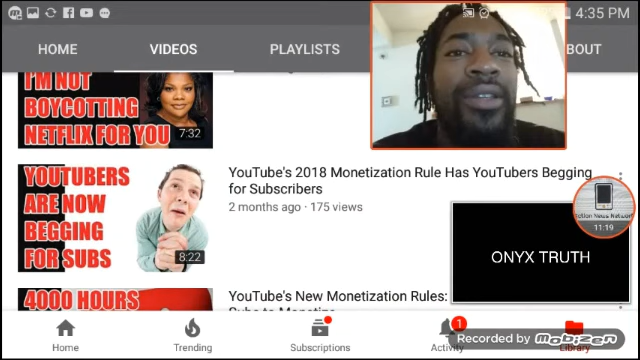 4:35 PM
HOME
VIDEOS
PLAYLISTS
BOUT
I'M NOT
BOYCOTTING
NETFLIX FOR YOU
7:32
YOUTUBERS
ARE NOW
BEGGING
FOR SUBS
8:22
YouTube's 2018 Monetization Rule Has YouTubers Begging
for Subscribers
2 months ago · 175 views
11:19
ONYX TRUTH
4000 HOURS
YouTube's New Monetization Rules:
Home
Trending
Subscriptions
Activity
1
Library
Recorded by
Mobizen